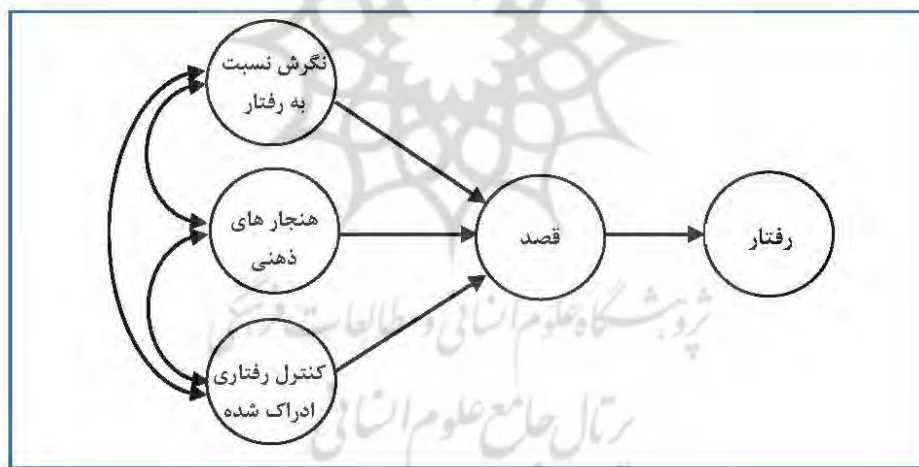 نگرش نسبت
به رفتار
هنجار های
ذهنی
کنترل رفتاری
ادراک شده
قصد
رفتار
پژوهشگاه علوم انسانی و مطالعات فرهنگی
پرتال جامع علوم انسانی